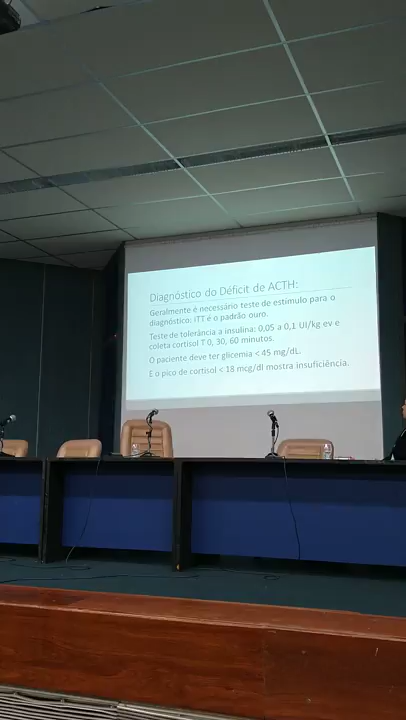 Diagnóstico do Déficit de ACTH:
Geralmente é necessário teste de estímulo para o
diagnóstico: ITT é o padrão ouro.
Teste de tolerância a insulina: 0,05 a 0,1 UI/kg ev e
coleta cortisol T 0, 30, 60 minutos.
O paciente deve ter glicemia < 45 mg/dL.
E o pico de cortisol < 18 mcg/dl mostra insuficiência.